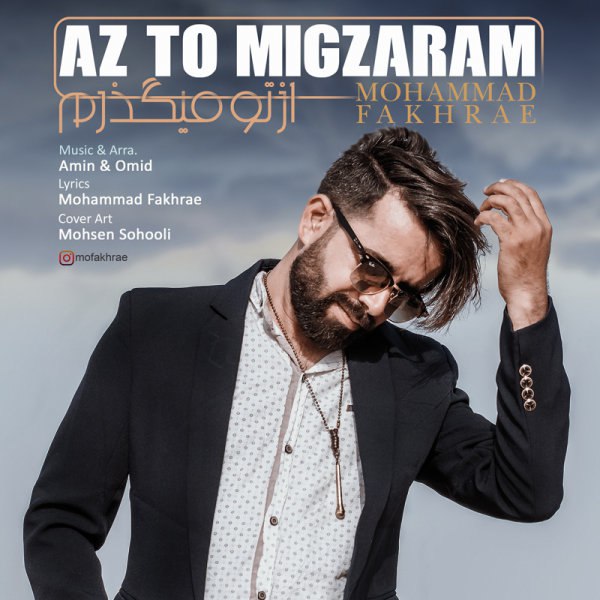 AZ TO MIGZARAM
از تو میگذرم
MOHAMMAD
FAKHRAE
Music & Arra.
Amin & Omid
Lyrics
Mohammad Fakhrae
Cover Art
Mohsen Sohooli
mofakhrae